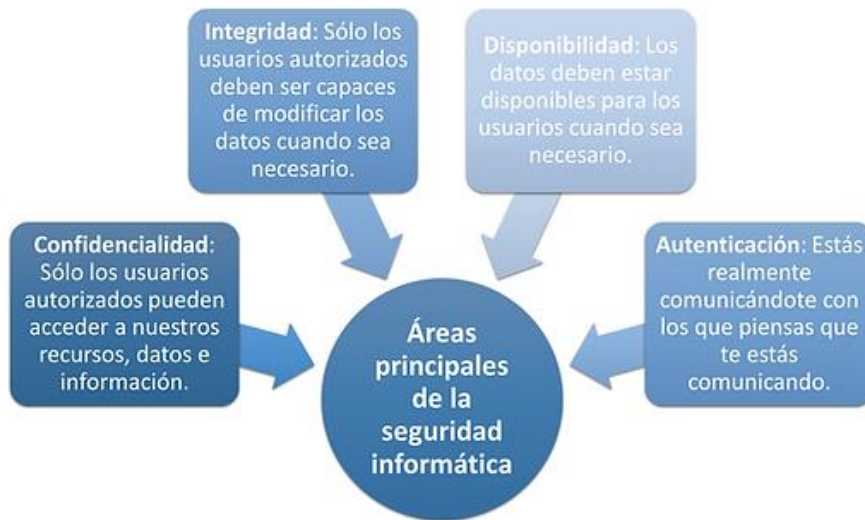 Integridad: Sólo los
usuarios autorizados
deben ser capaces
de modificar los
datos cuando sea
necesario.
Disponibilidad: Los
datos deben estar
disponibles para los
usuarios cuando sea
necesario.
Confidencialidad:
Sólo los usuarios
autorizados pueden
acceder a nuestros
recursos, datos e
información.
Autenticación: Estás
realmente
comunicándote con
los que piensas que
te estás
comunicando.
Áreas
principales
de la
seguridad
informática